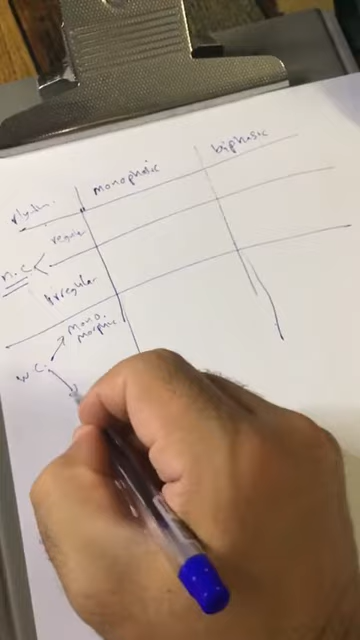 rhythm. monophasic biphasic
regular
n.c
Irregular
mono.
morphic
w C.